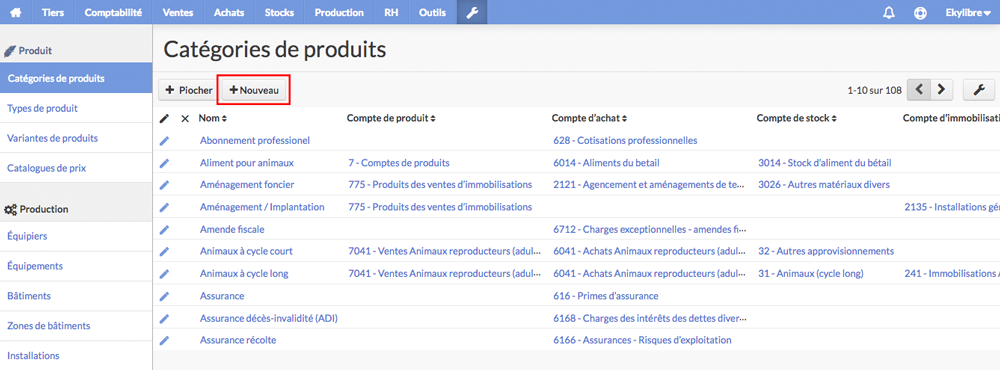 Tiers Comptabilité Ventes Achats Stocks Production RH Outils Ekylibre
Produit
Catégories de produits
Types de produit
Variantes de produits
Catalogues de prix
Production
Équipiers
Équipements
Bâtiments
Zones de bâtiments
Installations
Catégories de produits
+ Piocher +Nouveau 1-10 sur 108
Nom Compte de produit Compte d'achat Compte de stock Compte d'immobilisat
Abonnement professionel 628 - Cotisations professionnelles
Aliment pour animaux 7 - Comptes de produits 6014 - Aliments du betail 3014 - Stock d'aliment du bétail
Aménagement foncier 775 - Produits des ventes d'immobilisations 2121 - Agencement et aménagements de te... 3026 - Autres matériaux divers
Aménagement / Implantation 775 - Produits des ventes d'immobilisations 2135 - Installations gén
Amende fiscale 6712 - Charges exceptionnelles - amendes fi...
Animaux à cycle court 7041 - Ventes Animaux reproducteurs (adul... 6041 - Achats Animaux reproducteurs (adul... 32 - Autres approvisionnements
Animaux à cycle long 7041 - Ventes Animaux reproducteurs (adul... 6041 - Achats Animaux reproducteurs (adul... 31 - Animaux (cycle long) 241 - Immobilisations A
Assurance 616 - Primes d'assurance
Assurance décès-invalidité (ADI) 6168 - Charges des intérêts des dettes diver...
Assurance récolte 6166 - Assurances - Risques d'exploitation